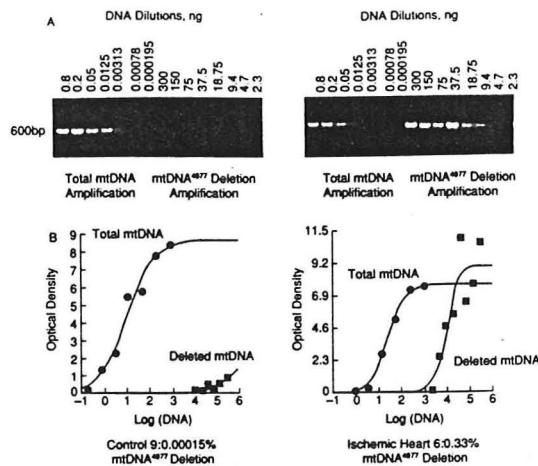 A
DNA Dilutions, ng
DNA Dilutions, ng
0.8 0.2 0.05 0.0125 0.00313 0.00078 0.000195 300 150 75 37.5 18.75 9.4 4.7 2.3
0.8 0.2 0.05 0.0125 0.00313 0.00078 0.000195 300 150 75 37.5 18.75 9.4 4.7 2.3
600bp
Total mtDNA Amplification
mtDNA⁴⁹⁷⁷ Deletion Amplification
Total mtDNA Amplification
mtDNA⁴⁹⁷⁷ Deletion Amplification
B
Optical Density
9
8
7
6
5
4
3
2
1
0
Total mtDNA
Deleted mtDNA
-1 0 1 2 3 4 5 6
Log (DNA)
Control 9:0.00015%
mtDNA⁴⁹⁷⁷ Deletion
Optical Density
11.5
9.2
6.9
4.6
2.3
0
Total mtDNA
Deleted mtDNA
-1 0 1 2 3 4 5 6
Log (DNA)
Ischemic Heart 6:0.33%
mtDNA⁴⁹⁷⁷ Deletion